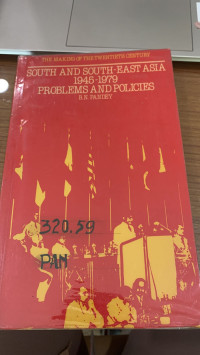 THE MAKING OF THE TWENTIETH CENTURY
SOUTH AND SOUTH-EAST ASIA
1945-1979
PROBLEMS AND POLICIES
B.N. PANDEY
320.59
PAN